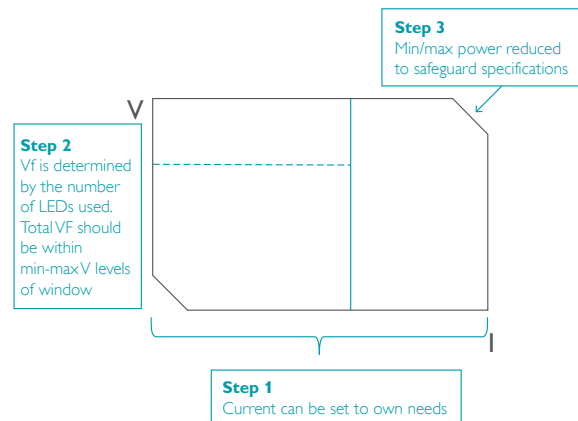 Step 3
Min/max power reduced
to safeguard specifications
V
Step 2
Vf is determined
by the number
of LEDs used.
Total VF should
be within
min-max V levels
of window
I
Step 1
Current can be set to own needs